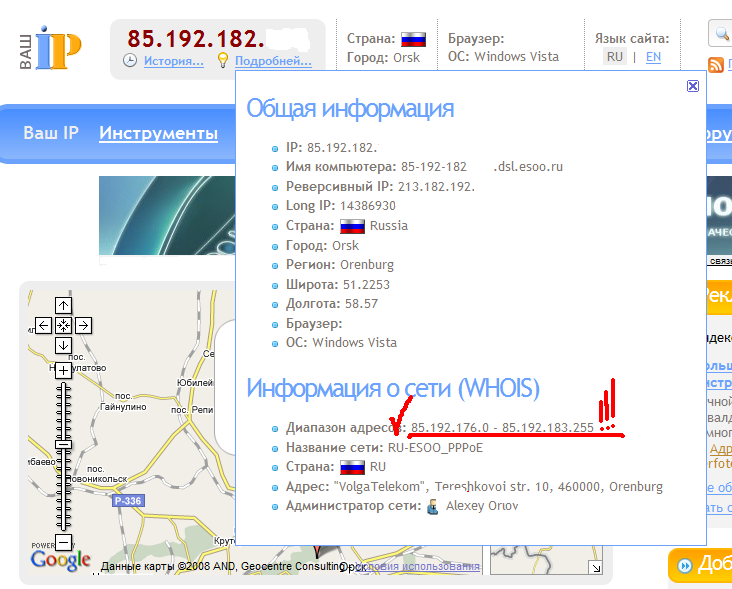 ВАШ IP
85.192.182.
История...
Подробней...
Страна:
Город: Orsk
Браузер:
ОС: Windows Vista
Язык сайта:
RU | EN
Ваш IP
Инструменты
Общая информация
IP: 85.192.182.
Имя компьютера: 85-192-182 .dsl.esoo.ru
Реверсивный IP: 213.182.192.
Long IP: 14386930
Страна: Russia
Город: Orsk
Регион: Orenburg
Широта: 51.2253
Долгота: 58.57
Браузер:
ОС: Windows Vista
Информация о сети (WHOIS)
Диапазон адресов: 85.192.176.0 - 85.192.183.255
Название сети: RU-ESOO_PPPoE
Страна: RU
Адрес: "VolgaTelekom", Tereshkovoi str. 10, 460000, Orenburg
Администратор сети: Alexey Orlov
пос.
пос.
Гайнулино
пос. Репи
Юбилей
пос.
Новоникольск
Р-336
Крут
POWERED BY
Google
Данные карты ©2008 AND, Geocentre Consulting
Орск
Условия использования
Доб